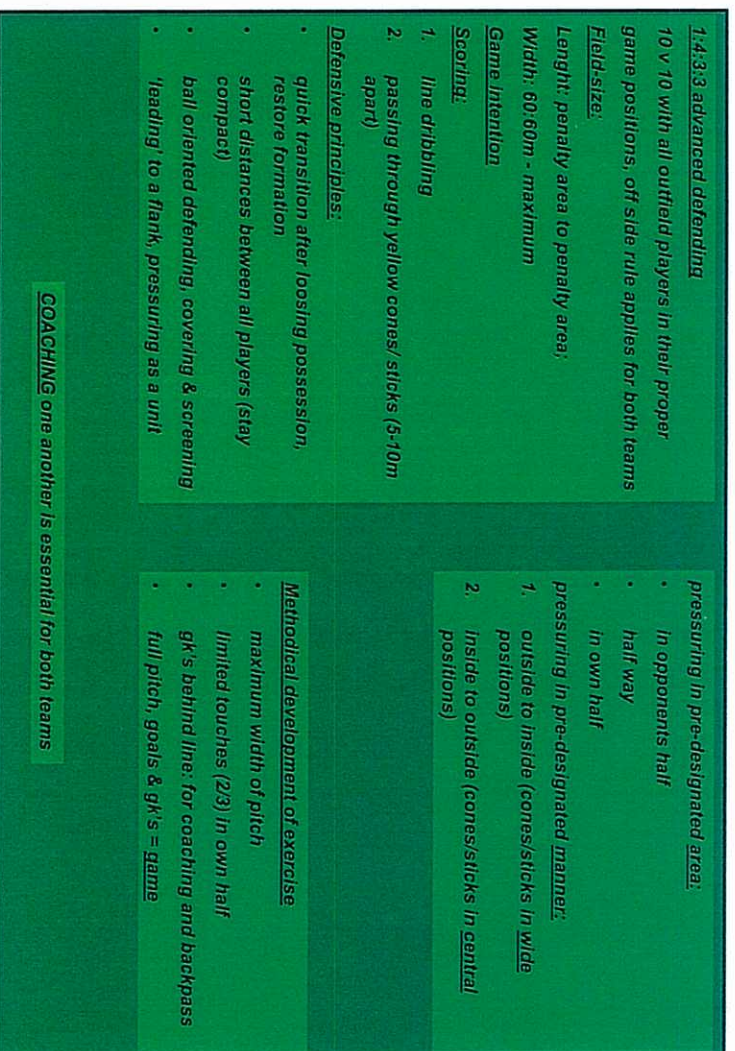 1:4:3:3 advanced defending
10 v 10 with all outfield players in their proper
game positions, off side rule applies for both teams
Field-size:
Lenght: penalty area to penalty area;
Width: 60:60m - maximum
Game intention
Scoring:
1. line dribbling
2. passing through yellow cones/ sticks (5-10m
apart)
Defensive principles:
• quick transition after loosing possession,
restore formation
• short distances between all players (stay
compact)
• ball oriented defending, covering & screening
• 'leading' to a flank, pressuring as a unit
pressuring in pre-designated area:
• in opponents half
• half way
• in own half
pressuring in pre-designated manner:
1. outside to inside (cones/sticks in wide
positions)
2. inside to outside (cones/sticks in central
positions)
Methodical development of exercise
• maximum width of pitch
• limited touches (2/3) in own half
• gk's behind line: for coaching and backpass
• full pitch, goals & gk's = game
COACHING one another is essential for both teams